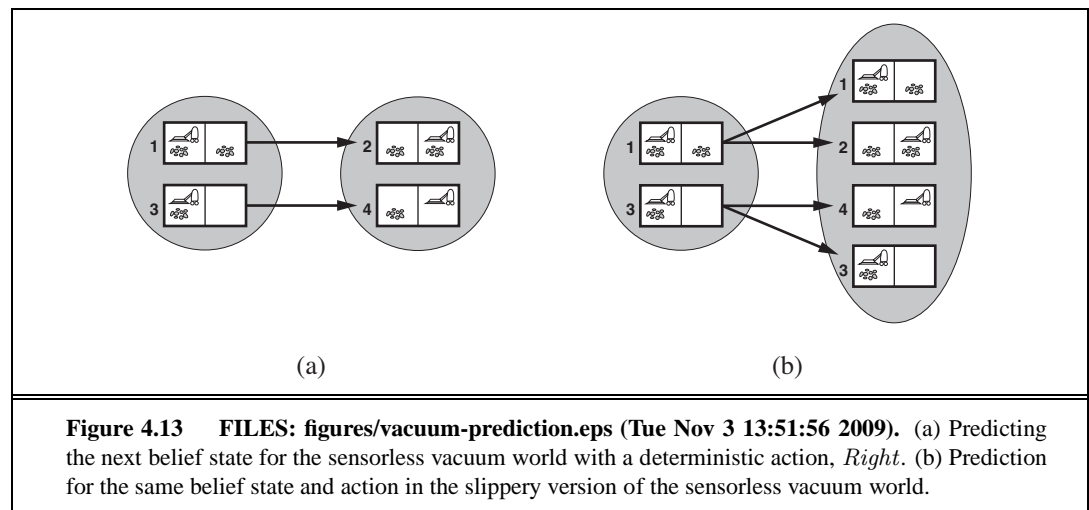 1
2
3
4
1
3
1
2
4
3
(a)
(b)
Figure 4.13 FILES: figures/vacuum-prediction.eps (Tue Nov 3 13:51:56 2009). (a) Predicting
the next belief state for the sensorless vacuum world with a deterministic action, Right. (b) Prediction
for the same belief state and action in the slippery version of the sensorless vacuum world.